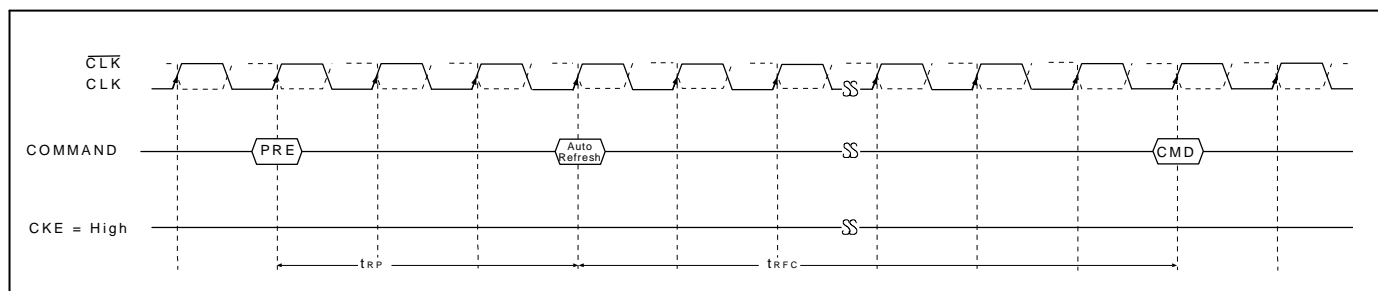 CLK
CLK
COMMAND
PRE
Auto
Refresh
CMD
CKE = High
tRP
tRFC